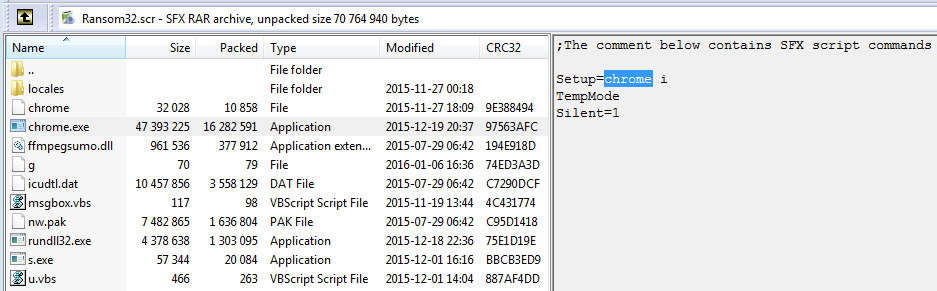 Ransom32.scr - SFX RAR archive, unpacked size 70 764 940 bytes
Name Size Packed Type Modified CRC32
.. File folder
locales File folder 2015-11-27 00:18
chrome 32 028 10 858 File 2015-11-27 18:09 9E388494
chrome.exe 47 393 225 16 282 591 Application 2015-12-19 20:37 97563AFC
ffmpegsumo.dll 961 536 377 912 Application exten... 2015-07-29 06:42 194E918D
g 70 79 File 2016-01-06 16:36 74ED3A3D
icudtl.dat 10 457 856 3 558 129 DAT File 2015-07-29 06:42 C7290DCF
msgbox.vbs 117 98 VBScript Script File 2015-11-19 13:44 4C431774
nw.pak 7 482 865 1 636 804 PAK File 2015-07-29 06:42 C95D1418
rundll32.exe 4 378 638 1 303 095 Application 2015-12-18 22:36 75E1D19E
s.exe 57 344 20 084 Application 2015-12-01 16:16 BBCB3ED9
u.vbs 466 263 VBScript Script File 2015-12-01 14:04 887AF4DD
;The comment below contains SFX script commands
Setup=chrome i
TempMode
Silent=1